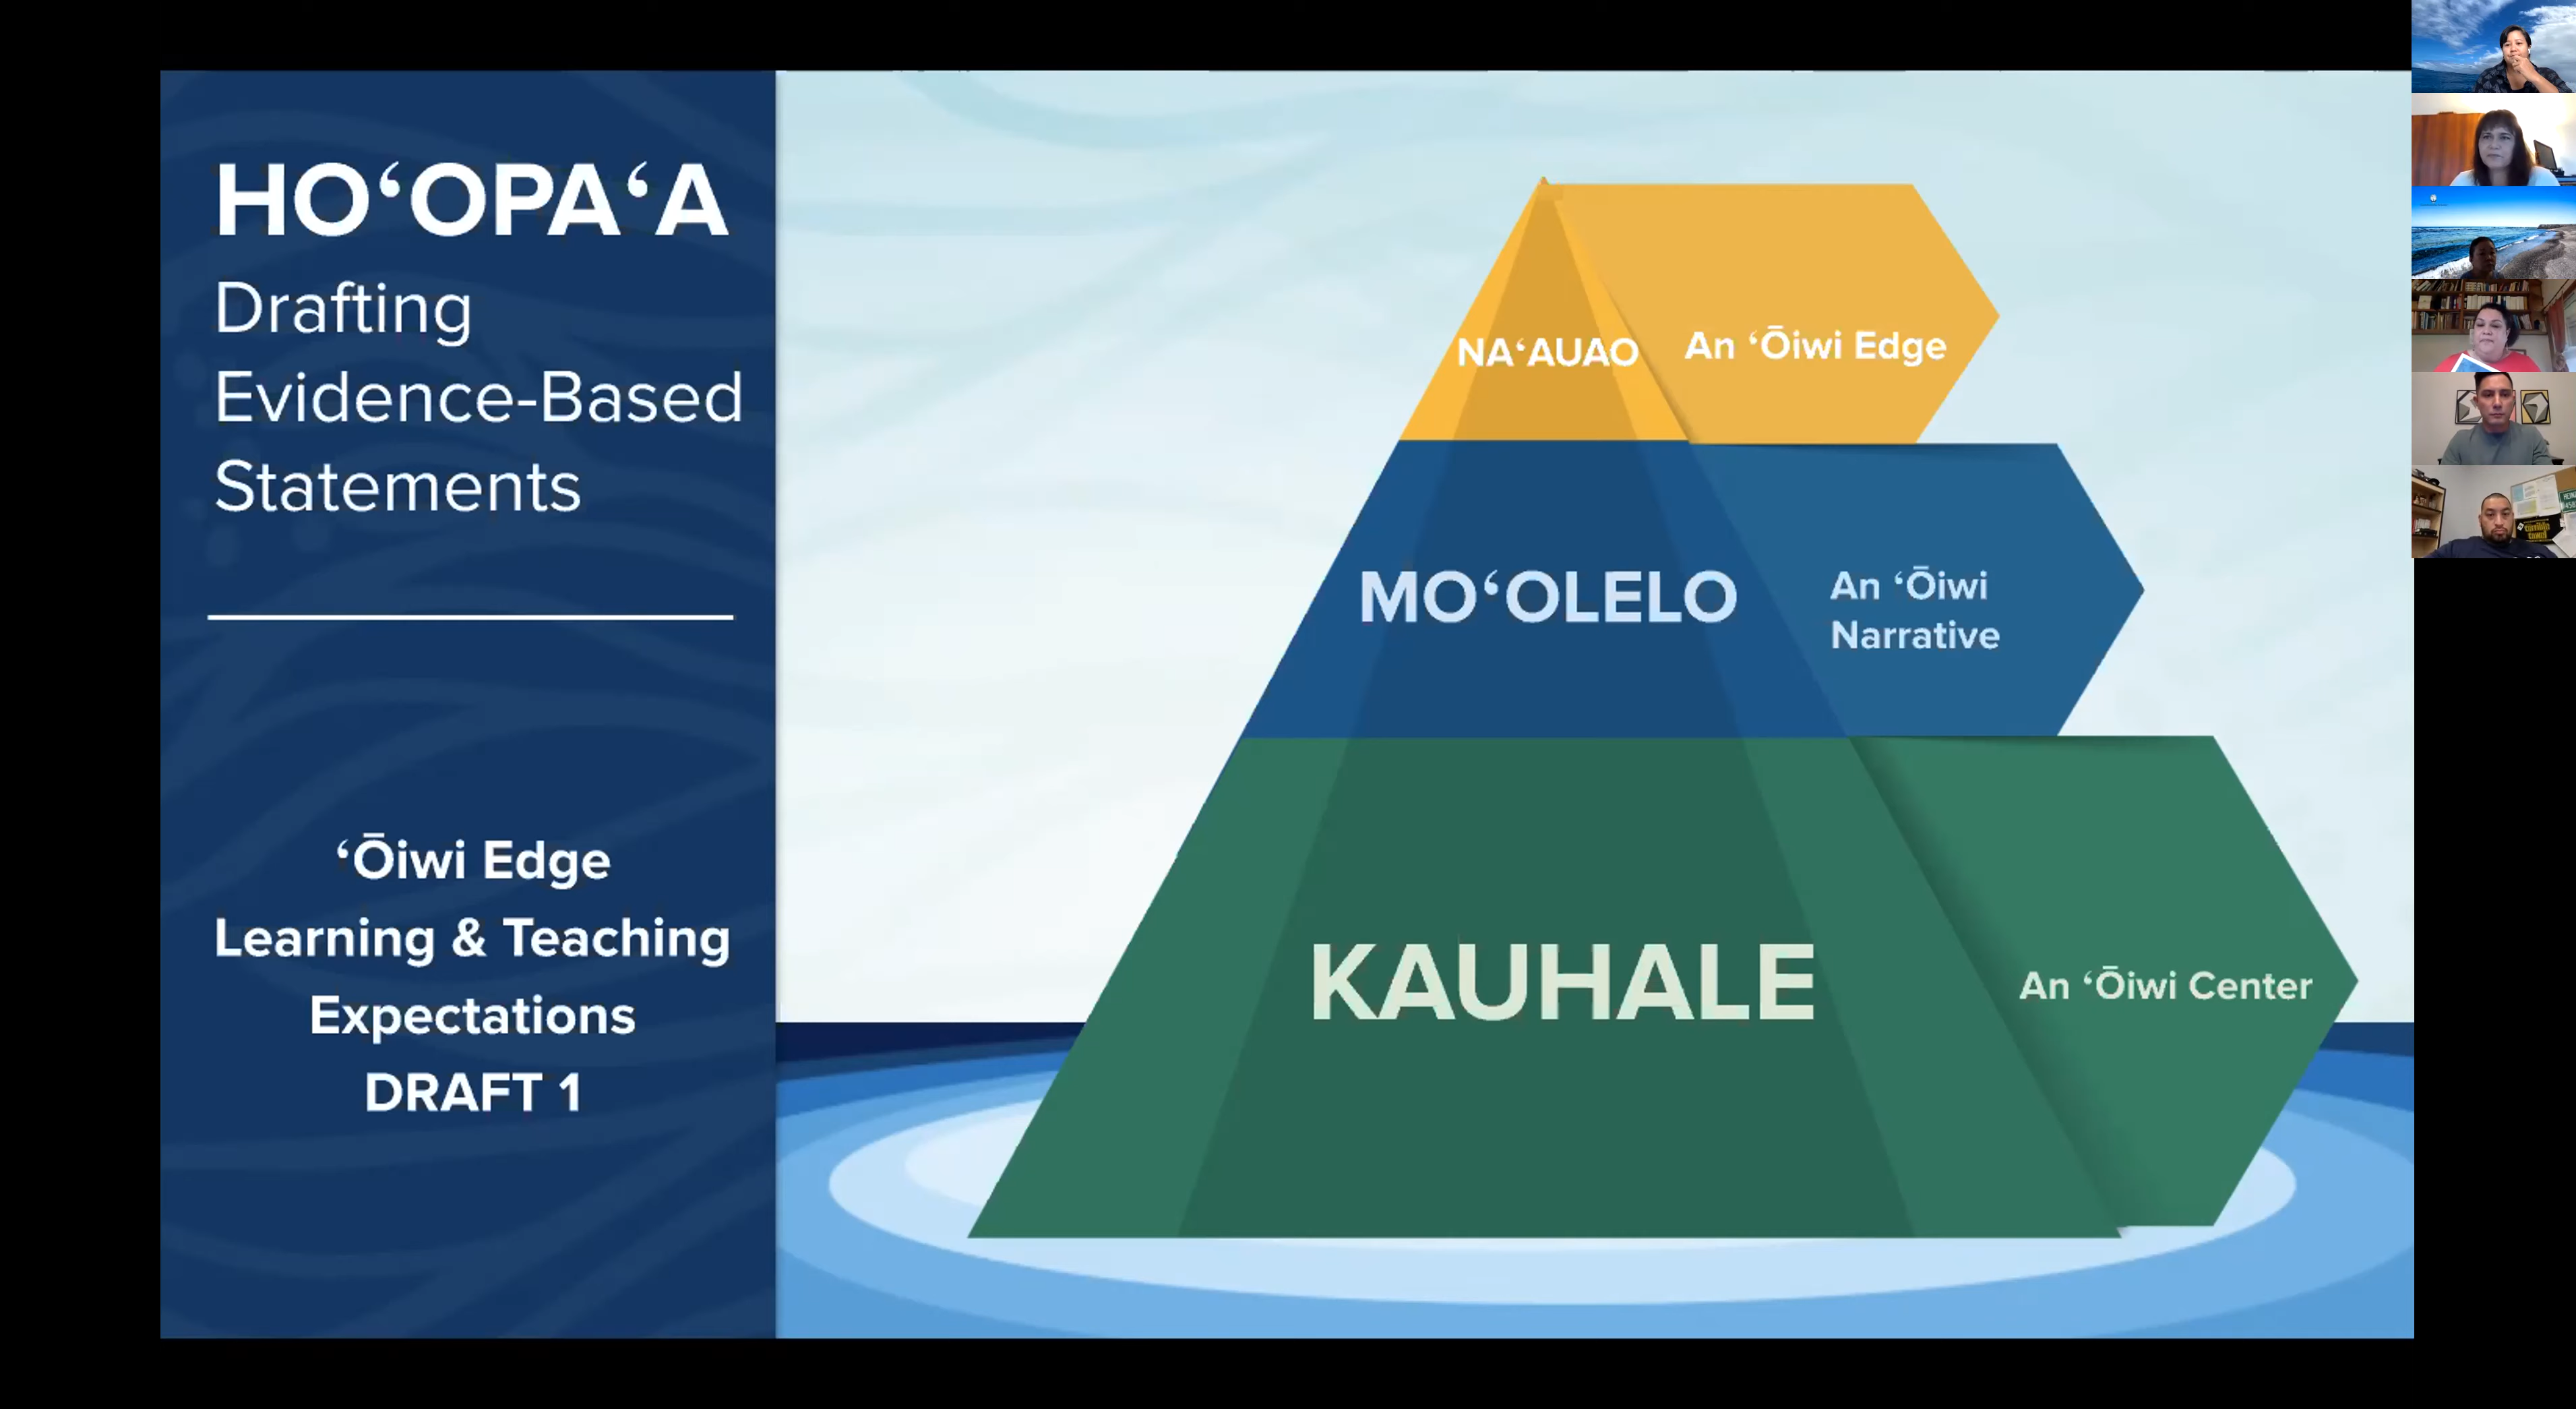 HOʻOPAʻA
Drafting
Evidence-Based
Statements
ʻŌiwi Edge
Learning & Teaching
Expectations
DRAFT 1
NAʻAUAO
An ʻŌiwi Edge
MOʻOLELO
An ʻŌiwi
Narrative
KAUHALE
An ʻŌiwi Center